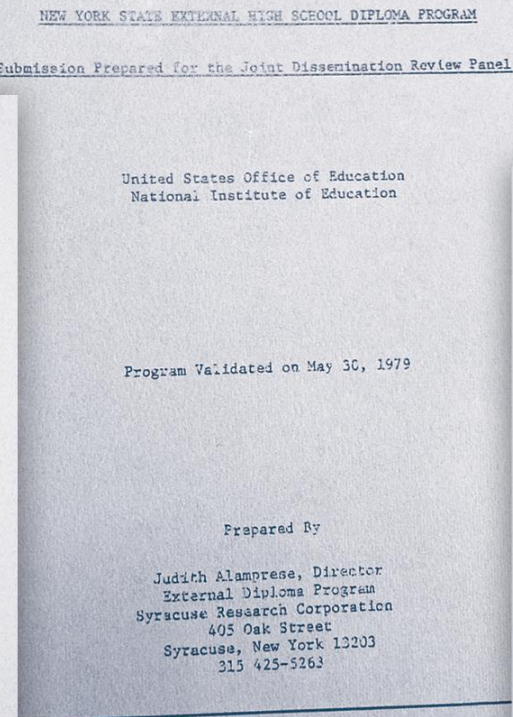 NEW YORK STATE EXTERNAL HIGH SCHOOL DIPLOMA PROGRAM
Submission Prepared for the Joint Dissemination Review Panel
United States Office of Education
National Institute of Education
Program Validated on May 30, 1979
Prepared By
Judith Alamprese, Director
External Diploma Program
Syracuse Research Corporation
405 Oak Street
Syracuse, New York 13203
315 425-5263